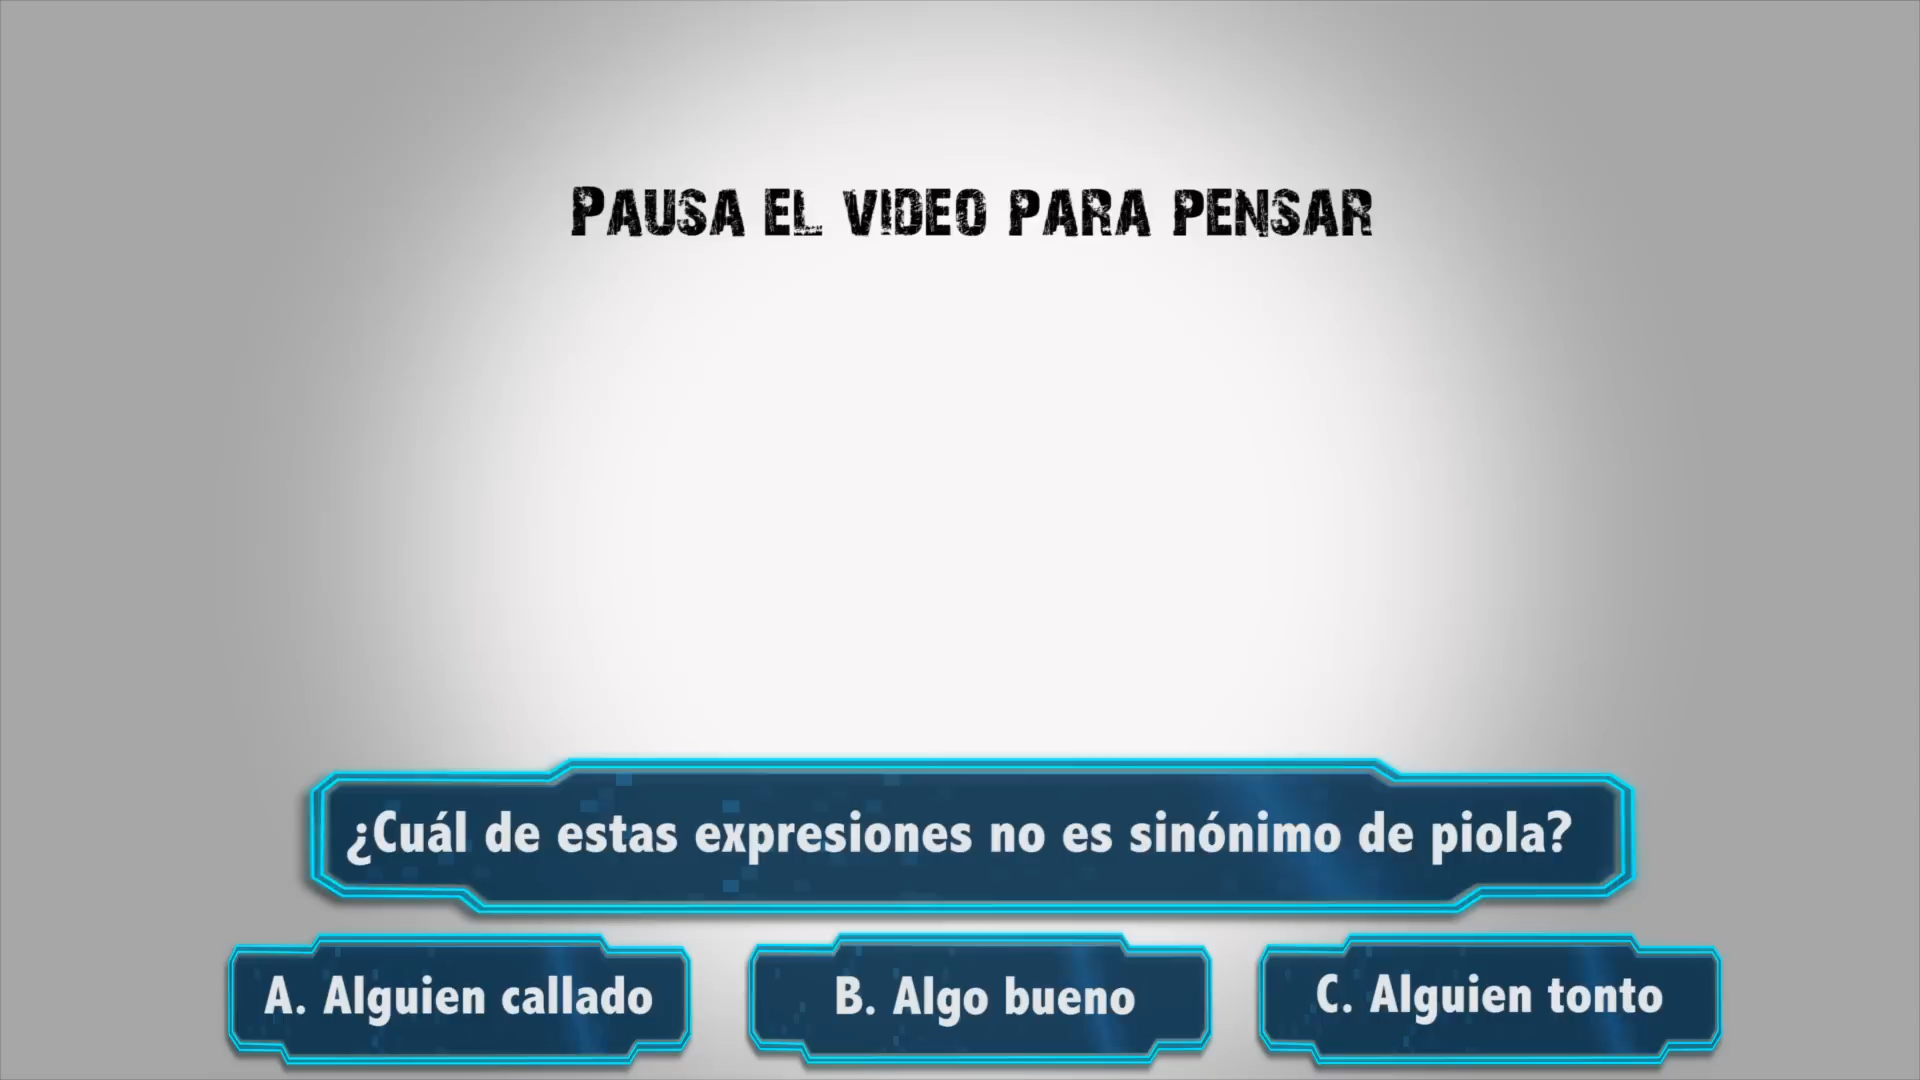 PAUSA EL VIDEO PARA PENSAR
¿Cuál de estas expresiones no es sinónimo de piola?
A. Alguien callado
B. Algo bueno
C. Alguien tonto